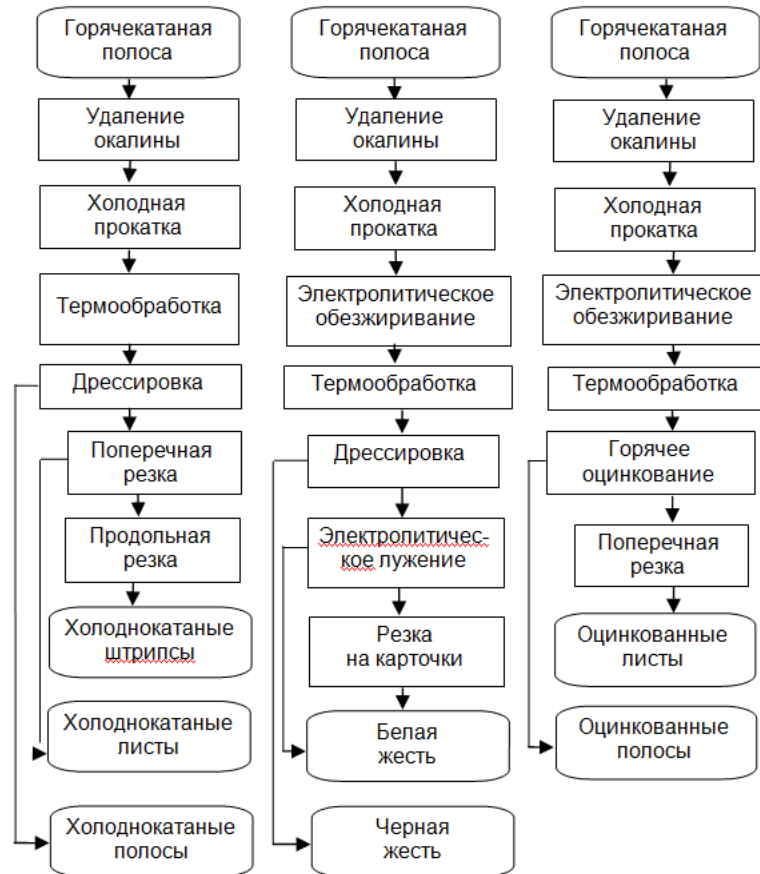 Горячекатаная
полоса
Удаление
окалины
Холодная
прокатка
Термообработка
Дрессировка
Поперечная
резка
Продольная
резка
Холоднокатаные
штрипсы
Холоднокатаные
листы
Холоднокатаные
полосы
Горячекатаная
полоса
Удаление
окалины
Холодная
прокатка
Электролитическое
обезжиривание
Термообработка
Дрессировка
Электролитичес-
кое лужение
Резка
на карточки
Белая
жесть
Черная
жесть
Горячекатаная
полоса
Удаление
окалины
Холодная
прокатка
Электролитическое
обезжиривание
Термообработка
Горячее
оцинкование
Поперечная
резка
Оцинкованные
листы
Оцинкованные
полосы